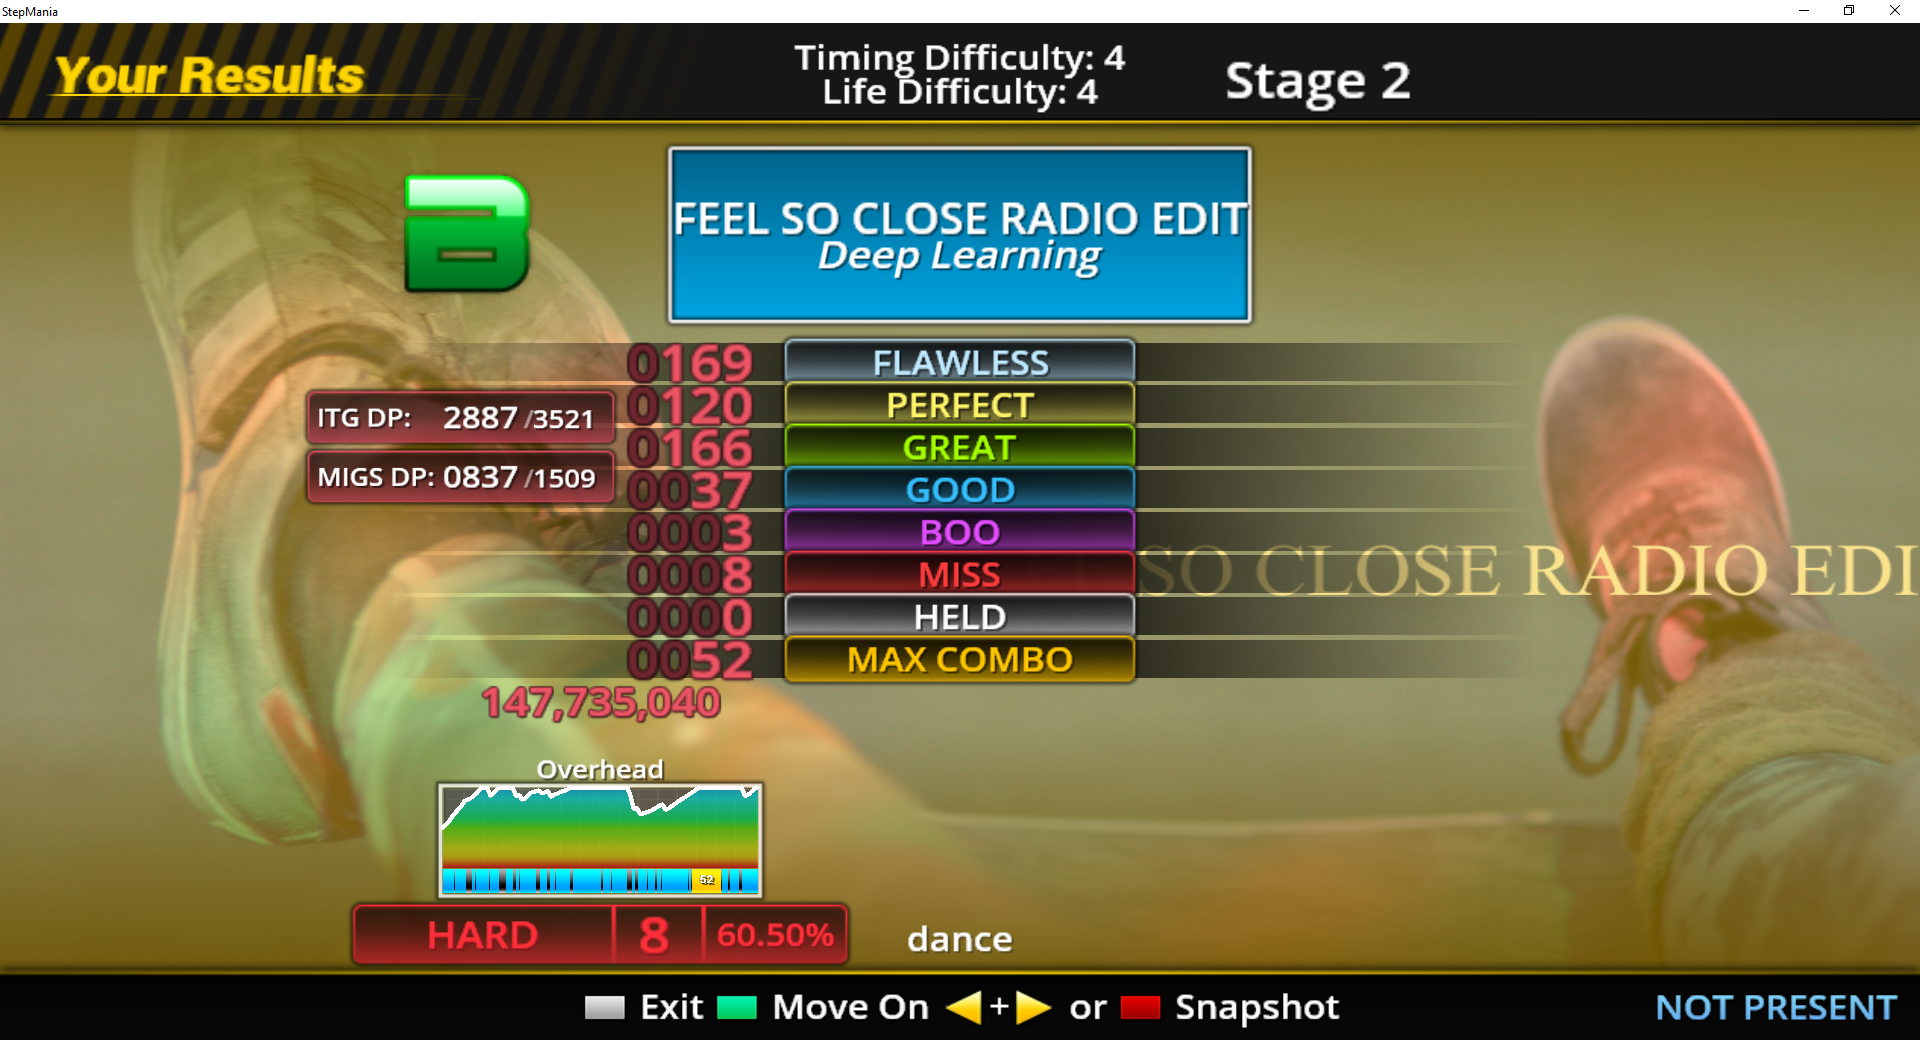 StepMania
Your Results
Timing Difficulty: 4
Life Difficulty: 4
Stage 2
B
FEEL SO CLOSE RADIO EDIT
Deep Learning
0169 FLAWLESS
ITG DP: 2887 /3521
0120 PERFECT
0166 GREAT
MIGS DP: 0837 /1509
0037 GOOD
0003 BOO
0008 MISS
SO CLOSE RADIO EDI
0000 HELD
0052 MAX COMBO
147,735,040
Overhead
52
HARD 8 60.50%
dance
Exit Move On + or Snapshot
NOT PRESENT